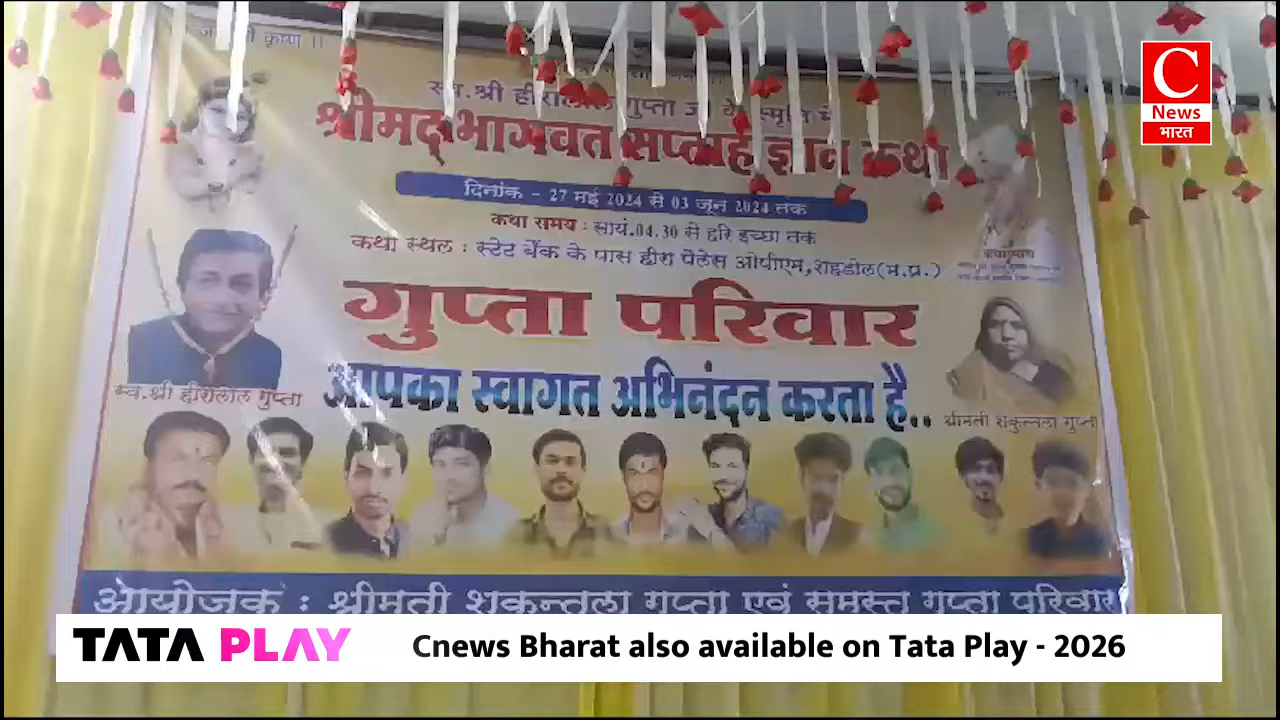 श्री कृष्ण ।।
स्व.श्री हीरालाल गुप्ता जी के स्मृति में
श्रीमद् भागवत सप्ताह ज्ञान कथा
दिनांक - 27 मई 2024 से 03 जून 2024 तक
कथा समय : सायं.04.30 से हरि इच्छा तक
कथा स्थल : स्टेट बैंक के पास हीरा पैलेस ओपीएम,शहडोल(म.प्र.)
गुप्ता परिवार
आपका स्वागत अभिनंदन करता है..
स्व.श्री हीरालाल गुप्ता
श्रीमती शकुन्तला गुप्ता
आयोजक : श्रीमती शकुन्तला गुप्ता एवं समस्त गुप्ता परिवार
C
News
भारत
TATA PLAY
Cnews Bharat also available on Tata Play - 2026